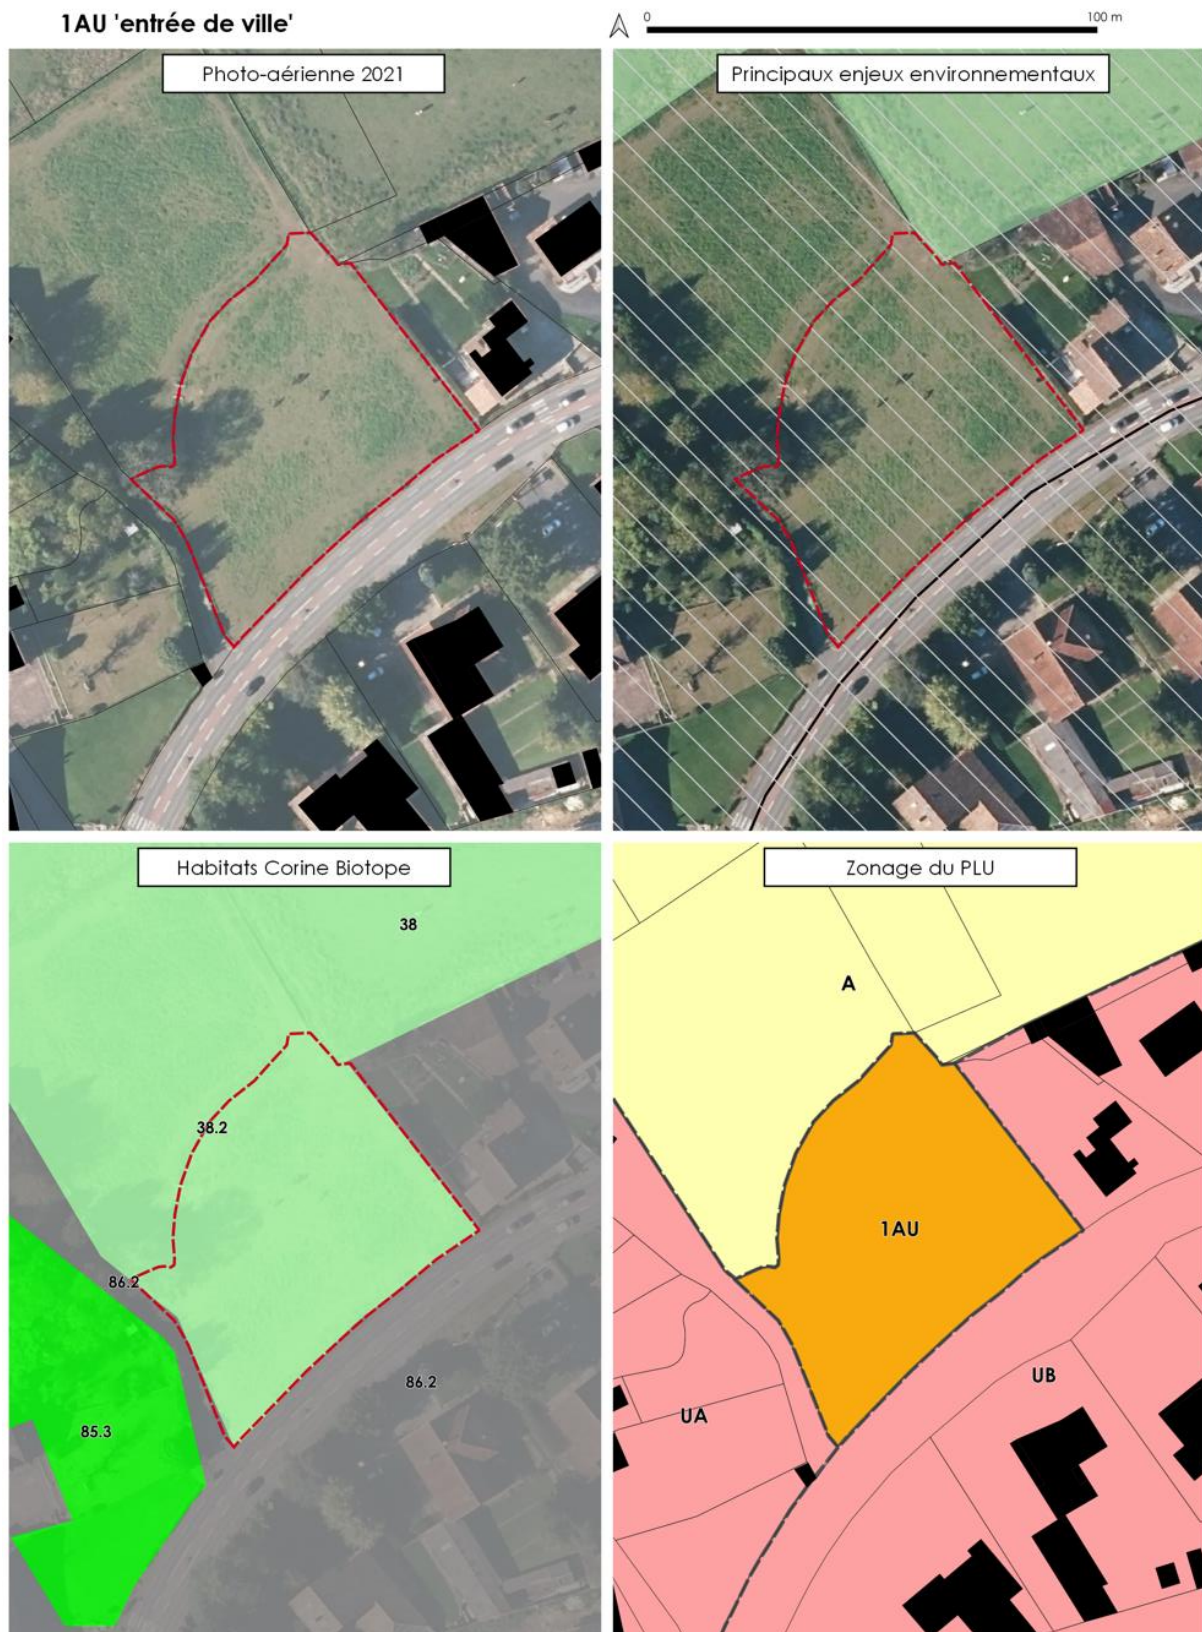 1AU 'entrée de ville'
0
100 m
Photo-aérienne 2021
Principaux enjeux environnementaux
Habitats Corine Biotope
38
38.2
86.2
86.2
85.3
Zonage du PLU
A
1AU
UB
UA